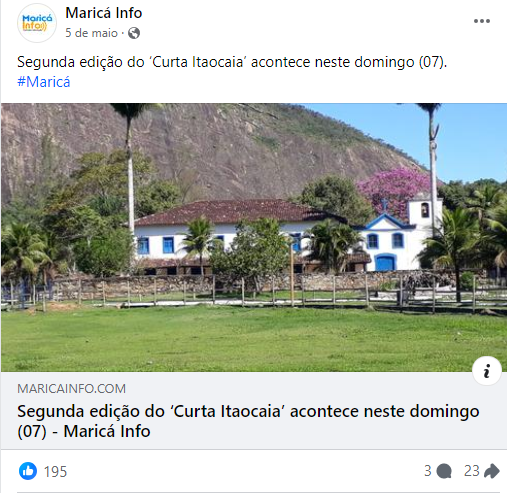 Maricá Info
Maricá
Info
5 de maio ·
Segunda edição do ‘Curta Itaocaia’ acontece neste domingo (07).
#Maricá
MARICAINFO.COM
Segunda edição do ‘Curta Itaocaia’ acontece neste domingo
(07) - Maricá Info
195
3
23